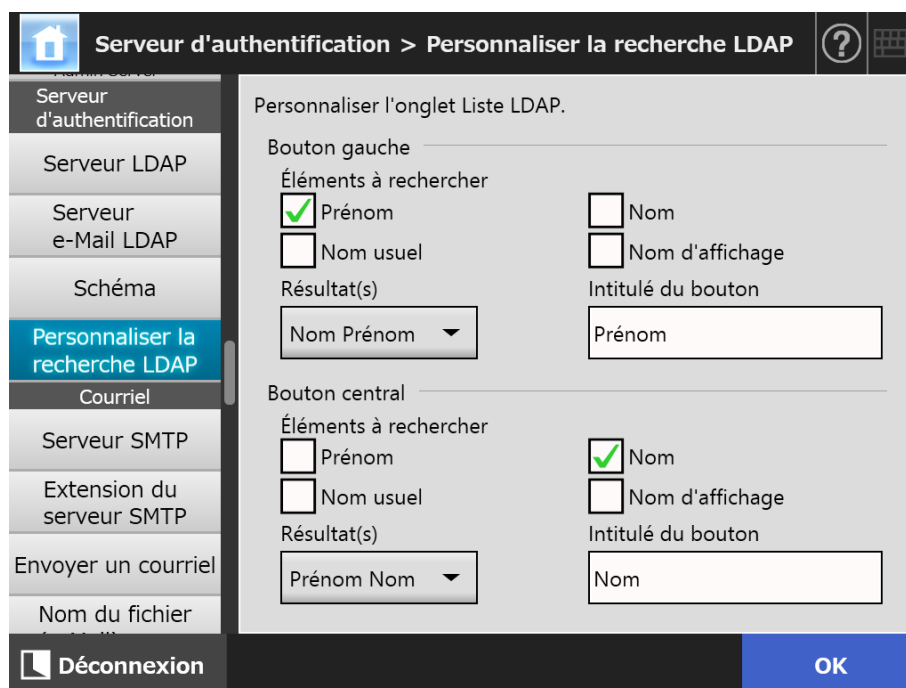 Serveur d'authentification > Personnaliser la recherche LDAP
?
Serveur
d'authentification
Serveur LDAP
Serveur
e-Mail LDAP
Schéma
Personnaliser la
recherche LDAP
Courriel
Serveur SMTP
Extension du
serveur SMTP
Envoyer un courriel
Nom du fichier
Déconnexion
Personnaliser l'onglet Liste LDAP.
Bouton gauche
Éléments à rechercher
Prénom
Nom
Nom usuel
Nom d'affichage
Résultat(s)
Intitulé du bouton
Nom Prénom
Prénom
Bouton central
Éléments à rechercher
Prénom
Nom
Nom usuel
Nom d'affichage
Résultat(s)
Intitulé du bouton
Prénom Nom
Nom
OK